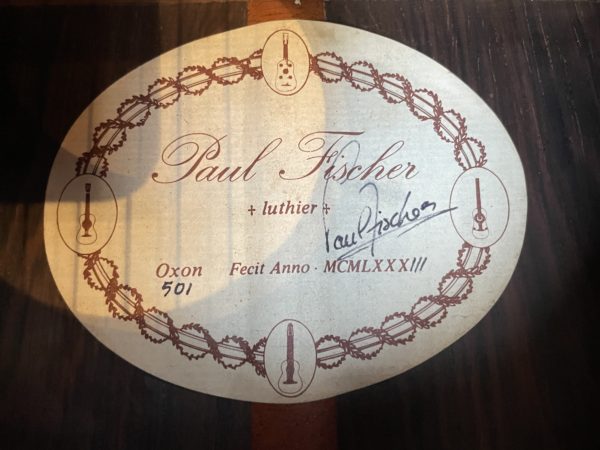 Paul Fischer
+ luthier +
Paul Fischer
Oxon Fecit Anno · MCMLXXXIII
501